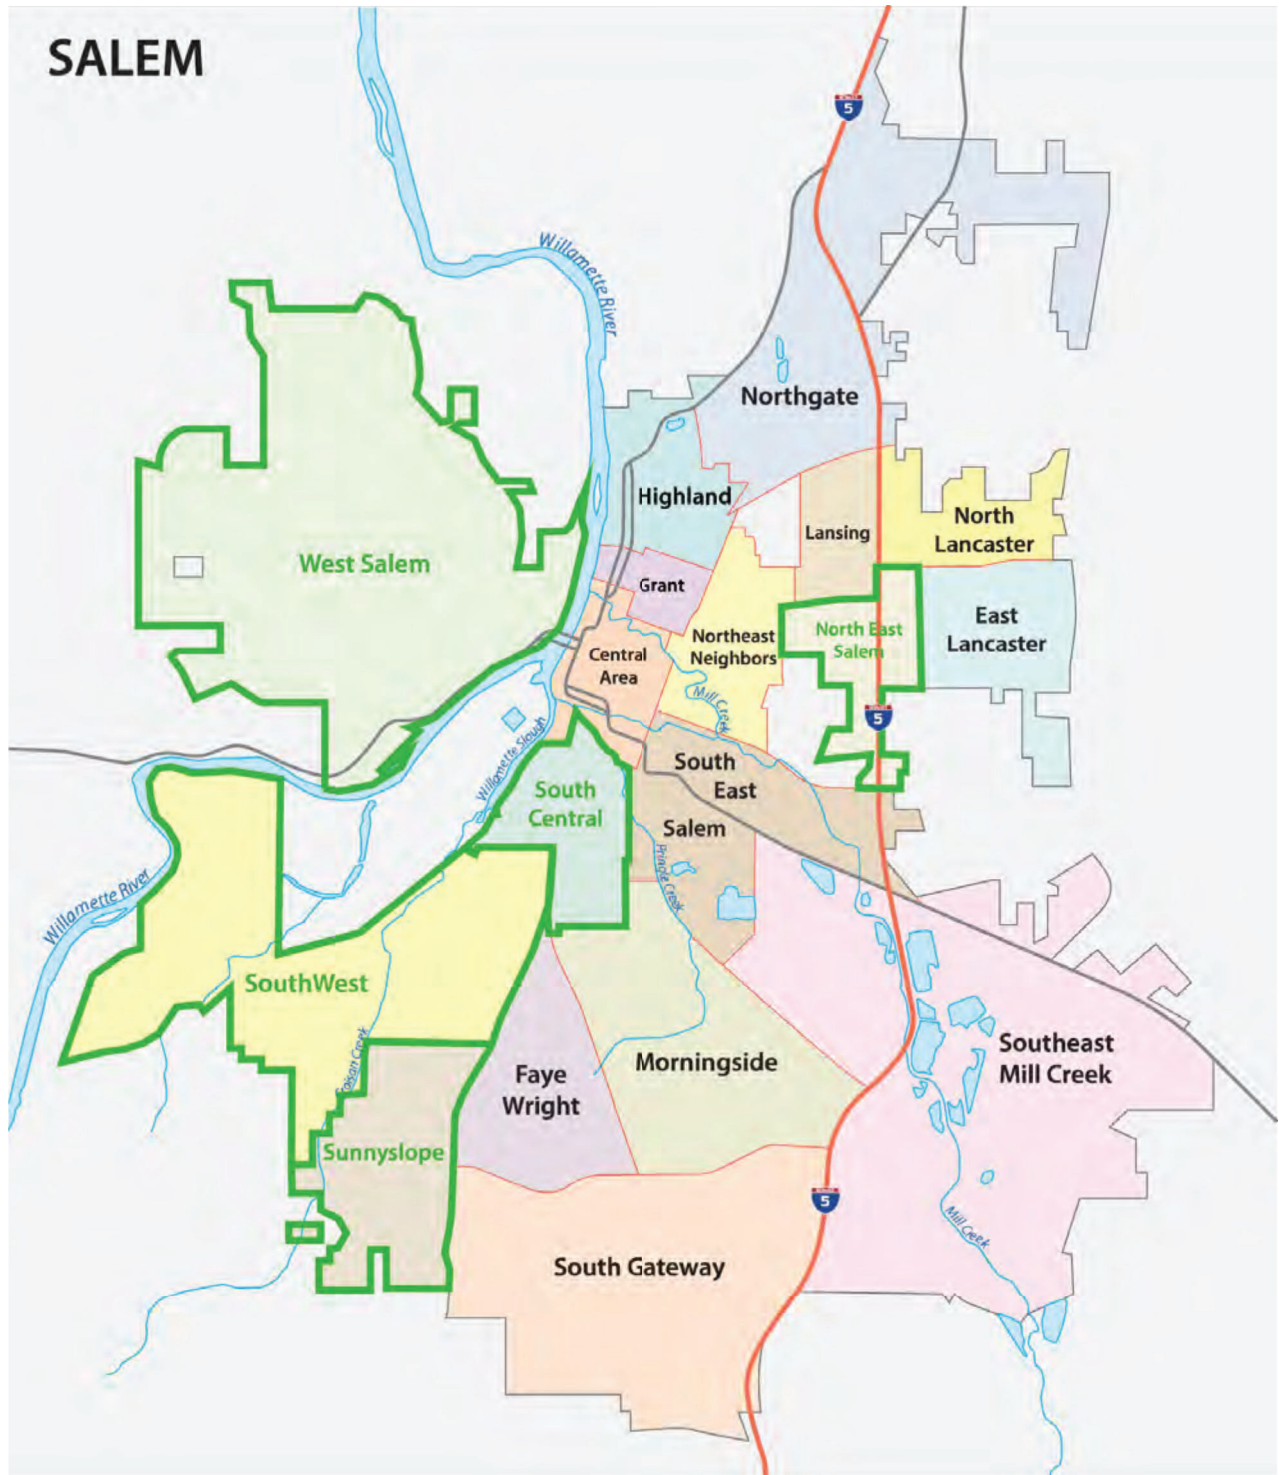 SALEM
5
Willamette River
Northgate
Highland
North
Lancaster
Lansing
West Salem
Grant
East
Lancaster
Northeast
Neighbors
North East
Salem
Central
Area
Mill Creek
5
Willamette Slough
South
East
Salem
South
Central
Pringle Creek
Willamette River
SouthWest
Southeast
Mill Creek
Morningside
Faye
Wright
Sunnyslope
5
Mill Creek
South Gateway